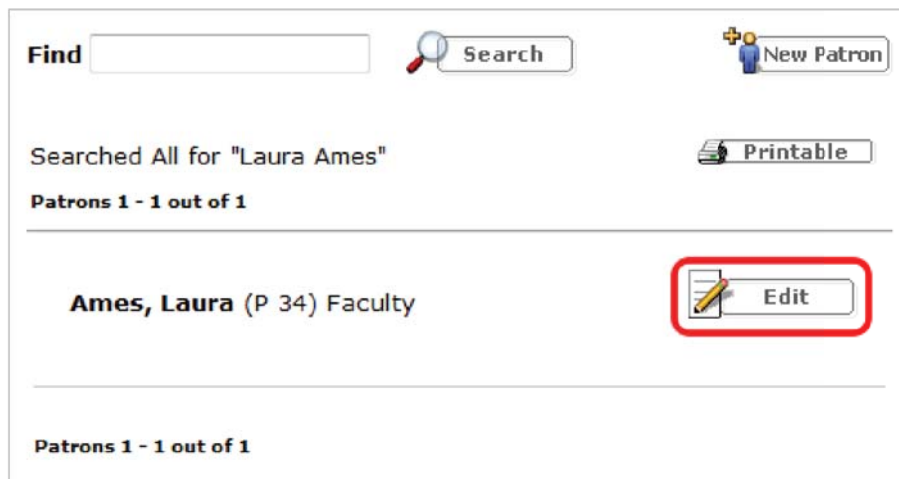 Find Search New Patron
Searched All for "Laura Ames" Printable
Patrons 1 - 1 out of 1
Ames, Laura (P 34) Faculty Edit
Patrons 1 - 1 out of 1